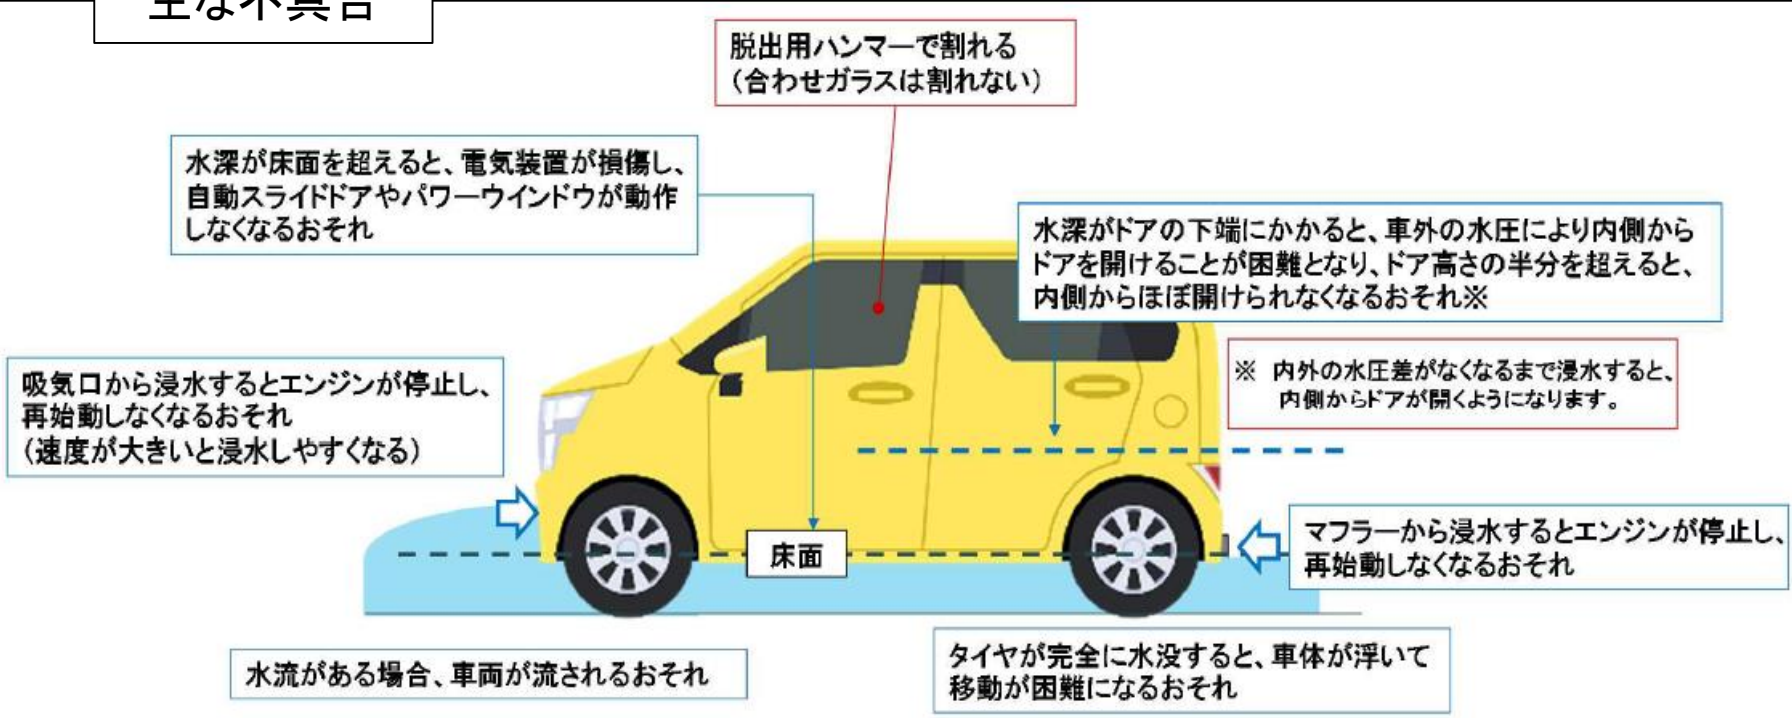 主な不具合
脱出用ハンマーで割れる
(合わせガラスは割れない)
水深が床面を超えると、電気装置が損傷し、
自動スライドドアやパワーウインドウが動作
しなくなるおそれ
水深がドアの下端にかかると、車外の水圧により内側から
ドアを開けることが困難となり、ドア高さの半分を超えると、
内側からほぼ開けられなくなるおそれ※
※ 内外の水圧差がなくなるまで浸水すると、
内側からドアが開くようになります。
吸気口から浸水するとエンジンが停止し、
再始動しなくなるおそれ
(速度が大きいと浸水しやすくなる)
床面
マフラーから浸水するとエンジンが停止し、
再始動しなくなるおそれ
水流がある場合、車両が流されるおそれ
タイヤが完全に水没すると、車体が浮いて
移動が困難になるおそれ